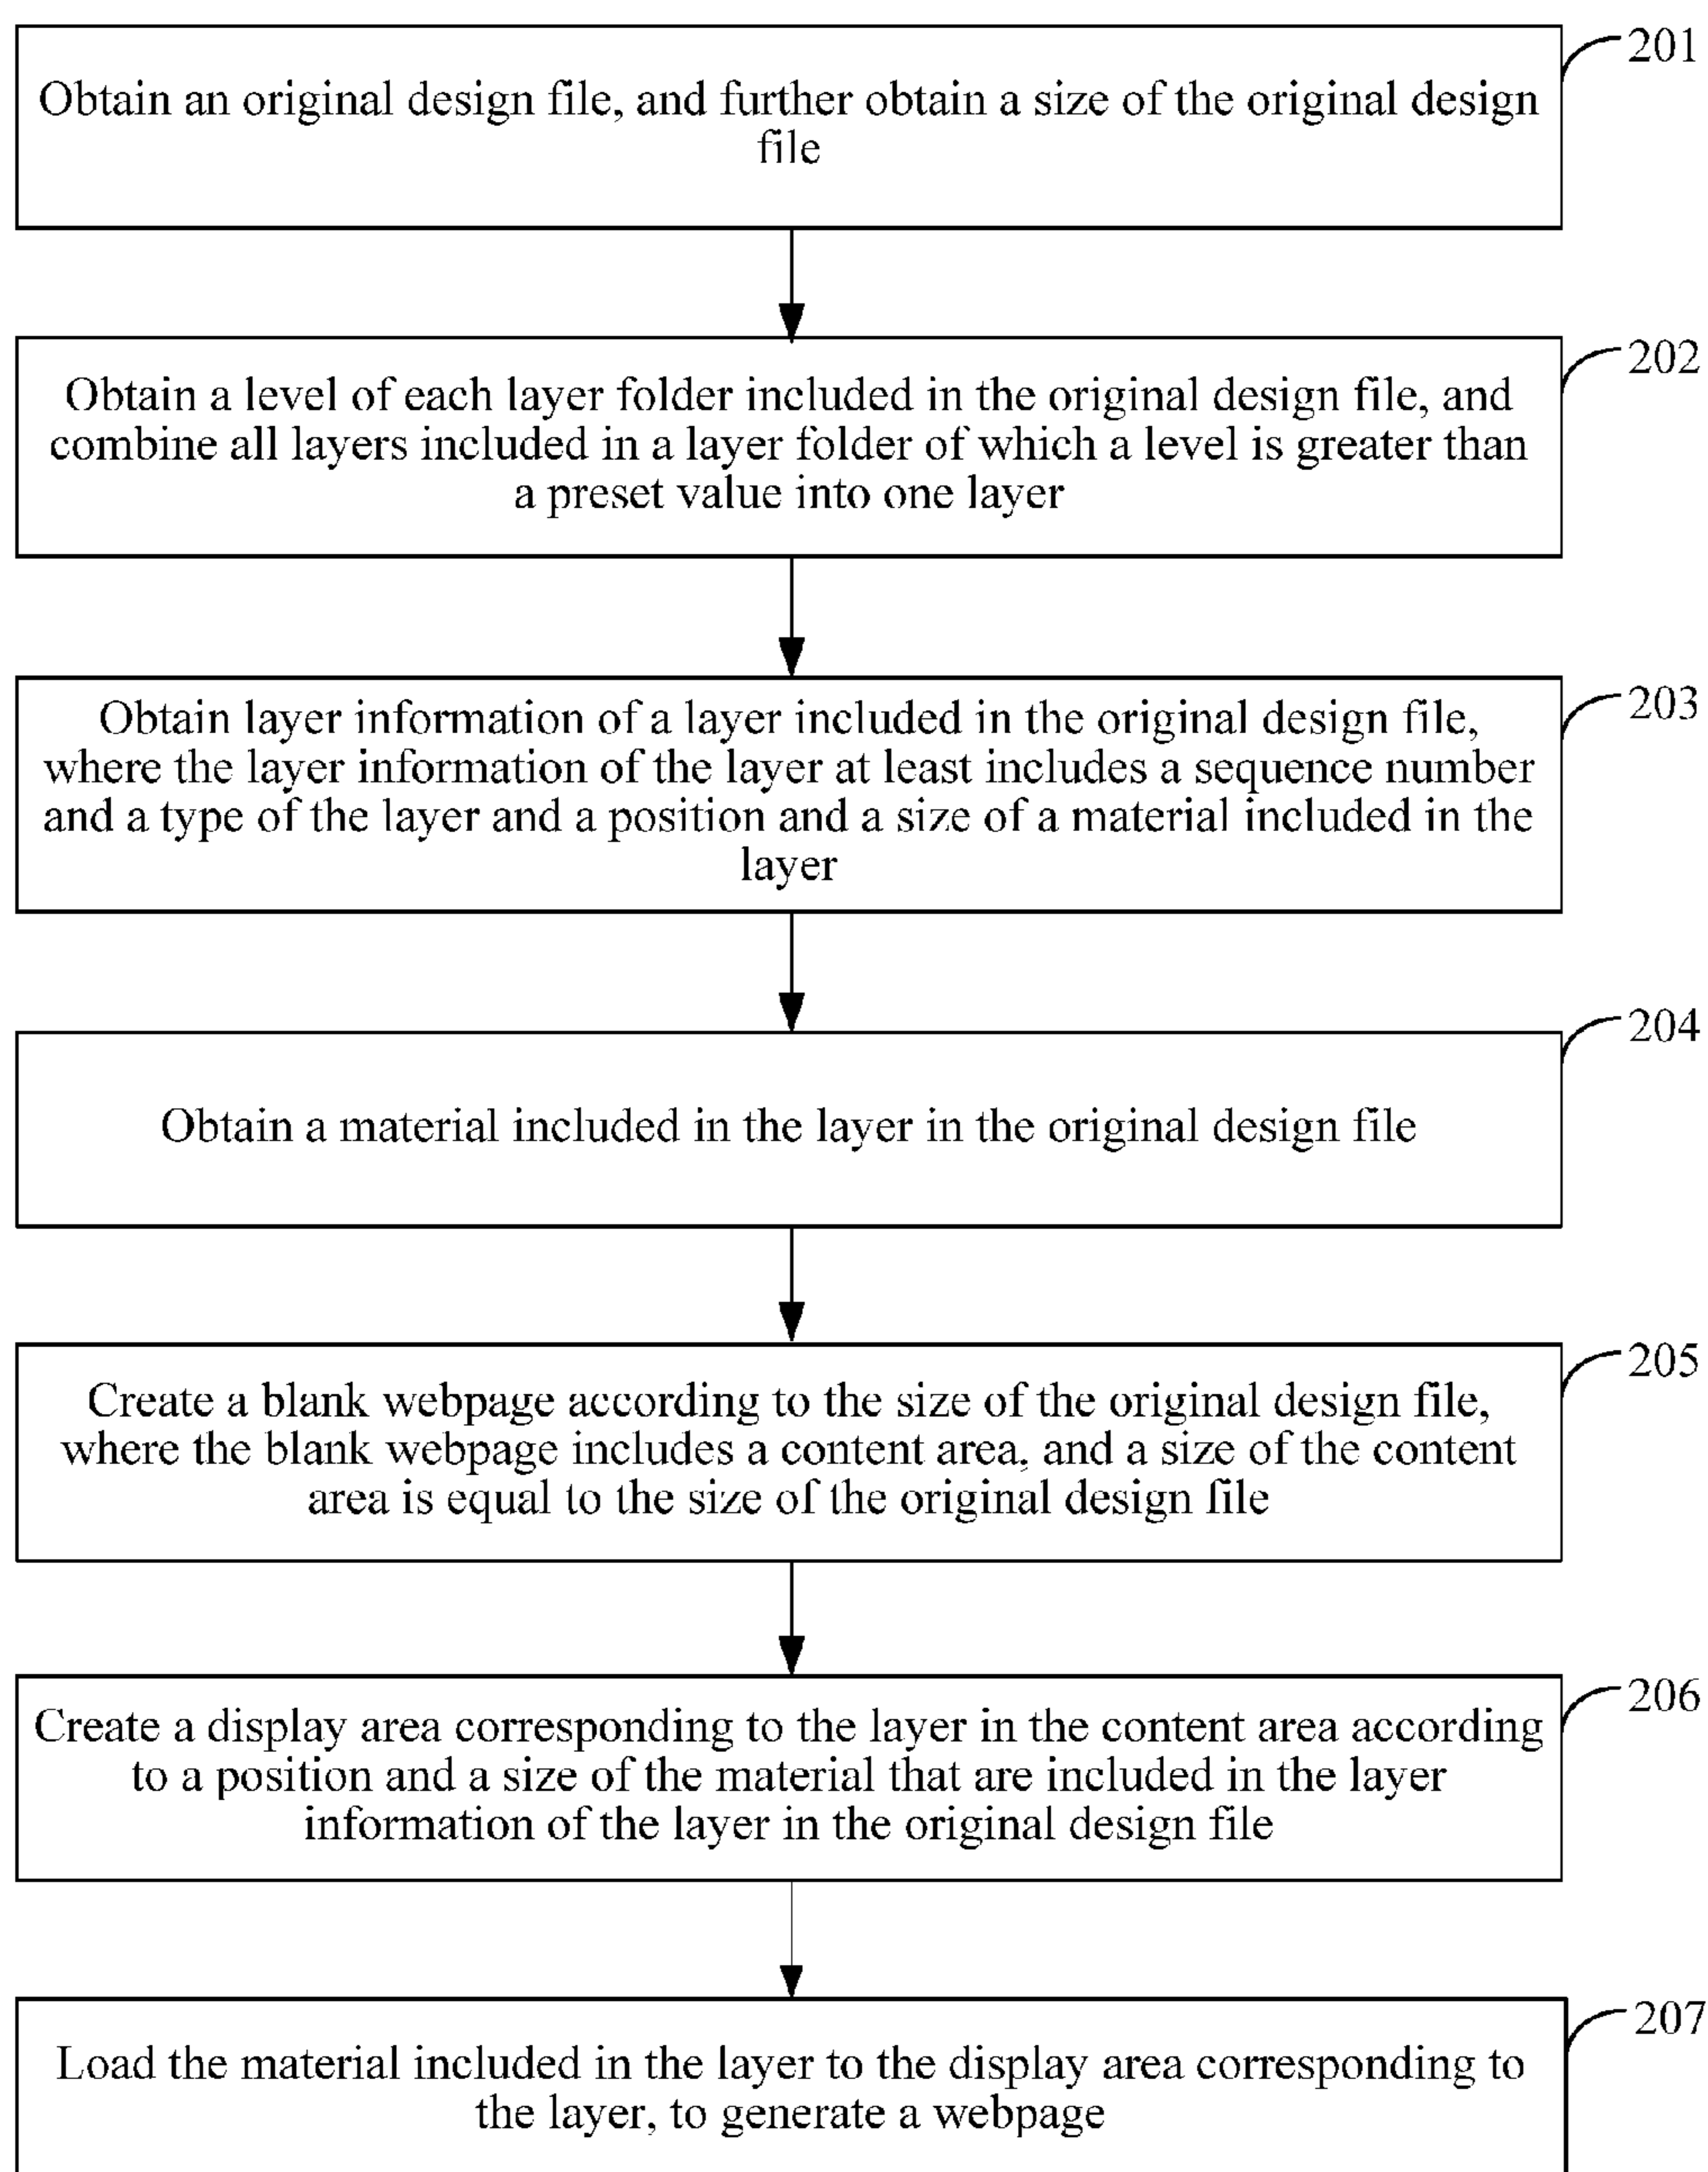 201
Obtain an original design file, and further obtain a size of the original design
file
202
Obtain a level of each layer folder included in the original design file, and
combine all layers included in a layer folder of which a level is greater than
a preset value into one layer
203
Obtain layer information of a layer included in the original design file,
where the layer information of the layer at least includes a sequence number
and a type of the layer and a position and a size of a material included in the
layer
204
Obtain a material included in the layer in the original design file
205
Create a blank webpage according to the size of the original design file,
where the blank webpage includes a content area, and a size of the content
area is equal to the size of the original design file
206
Create a display area corresponding to the layer in the content area according
to a position and a size of the material that are included in the layer
information of the layer in the original design file
207
Load the material included in the layer to the display area corresponding to
the layer, to generate a webpage